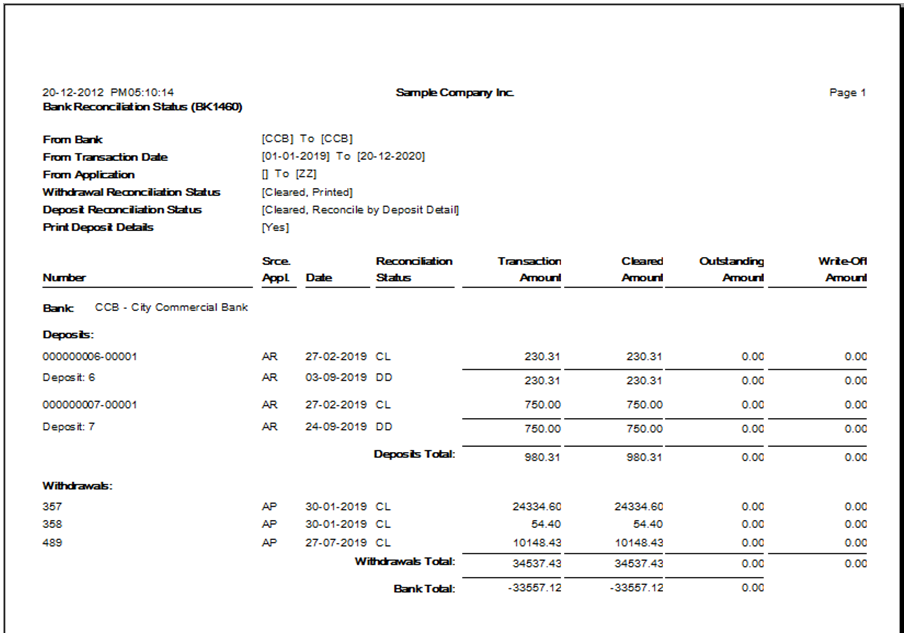 20-12-2012 PM05:10:14 Sample Company Inc. Page 1
Bank Reconciliation Status (BK1460)
From Bank [CCB] To [CCB]
From Transaction Date [01-01-2019] To [20-12-2020]
From Application [] To [ZZ]
Withdrawal Reconciliation Status [Cleared, Printed]
Deposit Reconciliation Status [Cleared, Reconcile by Deposit Detail]
Print Deposit Details [Yes]
Srce. Reconciliation Transaction Cleared Outstanding Write-Off
Number Appl. Date Status Amount Amount Amount Amount
Bank: CCB - City Commercial Bank
Deposits:
000000006-00001 AR 27-02-2019 CL 230.31 230.31 0.00 0.00
Deposit: 6 AR 03-09-2019 DD 230.31 230.31 0.00 0.00
000000007-00001 AR 27-02-2019 CL 750.00 750.00 0.00 0.00
Deposit: 7 AR 24-09-2019 DD 750.00 750.00 0.00 0.00
Deposits Total: 980.31 980.31 0.00 0.00
Withdrawals:
357 AP 30-01-2019 CL 24334.60 24334.60 0.00 0.00
358 AP 30-01-2019 CL 54.40 54.40 0.00 0.00
489 AP 27-07-2019 CL 10148.43 10148.43 0.00 0.00
Withdrawals Total: 34537.43 34537.43 0.00 0.00
Bank Total: -33557.12 -33557.12 0.00